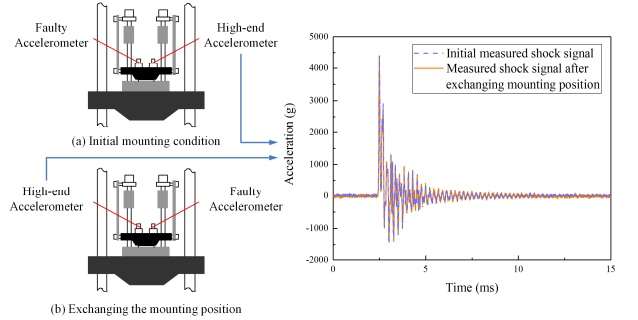 Faulty
Accelerometer
High-end
Accelerometer
(a) Initial mounting condition
High-end
Accelerometer
Faulty
Accelerometer
(b) Exchanging the mounting position
Acceleration (g)
5000
4000
3000
2000
1000
0
-1000
-2000
Initial measured shock signal
Measured shock signal after
exchanging mounting position
0
5
10
15
Time (ms)